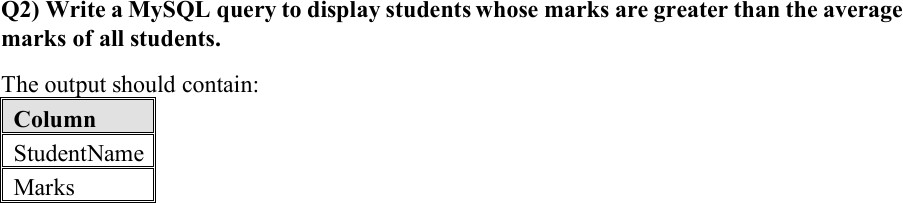 Q2) Write a MySQL query to display students whose marks are greater than the average
marks of all students.
The output should contain:
Column
StudentName
Marks